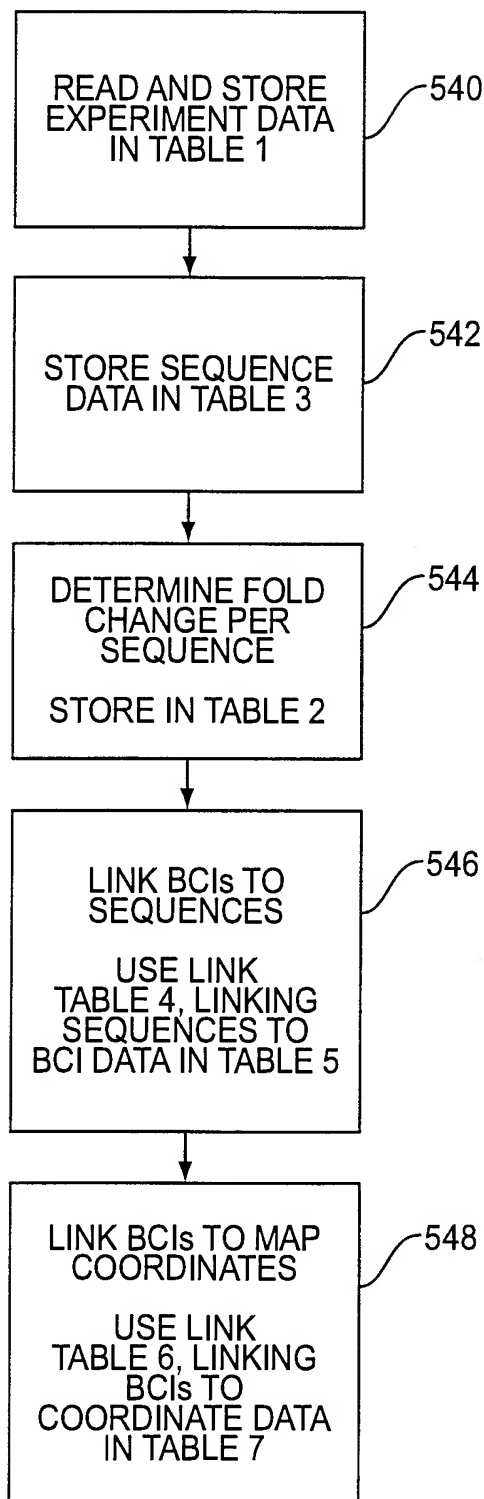 READ AND STORE
EXPERIMENT DATA
IN TABLE 1
540
STORE SEQUENCE
DATA IN TABLE 3
542
DETERMINE FOLD
CHANGE PER
SEQUENCE
STORE IN TABLE 2
544
LINK BCIs TO
SEQUENCES
USE LINK
TABLE 4, LINKING
SEQUENCES TO
BCI DATA IN TABLE 5
546
LINK BCIs TO MAP
COORDINATES
USE LINK
TABLE 6, LINKING
BCIs TO
COORDINATE DATA
IN TABLE 7
548